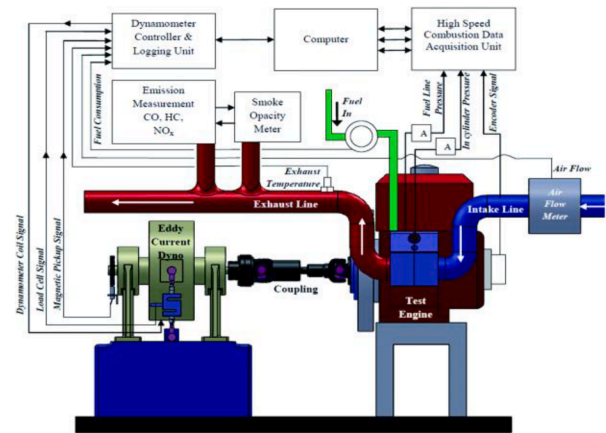 Dynamometer
Controller &
Logging Unit
Computer
High Speed
Combustion Data
Acquisition Unit
Fuel Consumption
Emission
Measurement
CO, HC,
NOx
Smoke
Opacity
Meter
Fuel
In
Fuel Line
Pressure
In cylinder Pressure
Encoder Signal
A
A
Exhaust
Temperature
Air Flow
Exhaust Line
Intake Line
Air
Flow
Meter
Dynamometer Coil Signal
Load Cell Signal
Magnetic Pickup Signal
Eddy
Current
Dyno
Coupling
Test
Engine